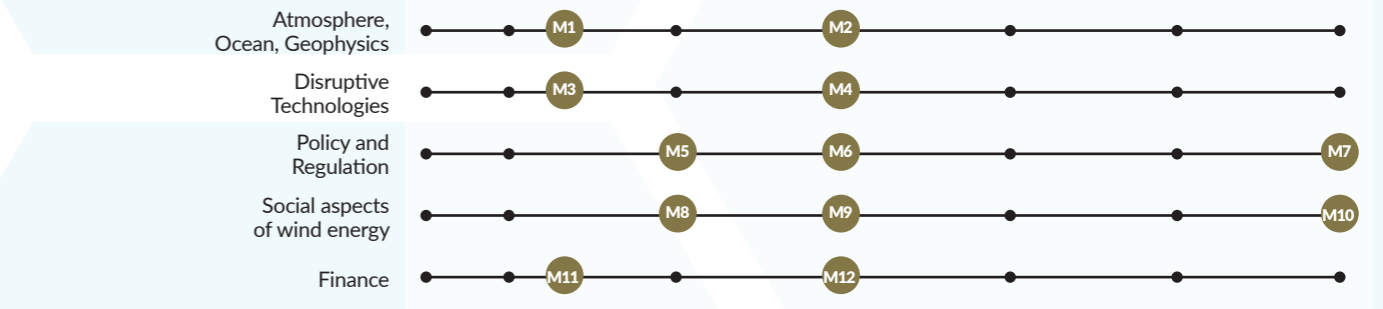 Atmosphere,
Ocean, Geophysics
M1
M2
Disruptive
Technologies
M3
M4
Policy and
Regulation
M5
M6
M7
Social aspects
of wind energy
M8
M9
M10
Finance
M11
M12